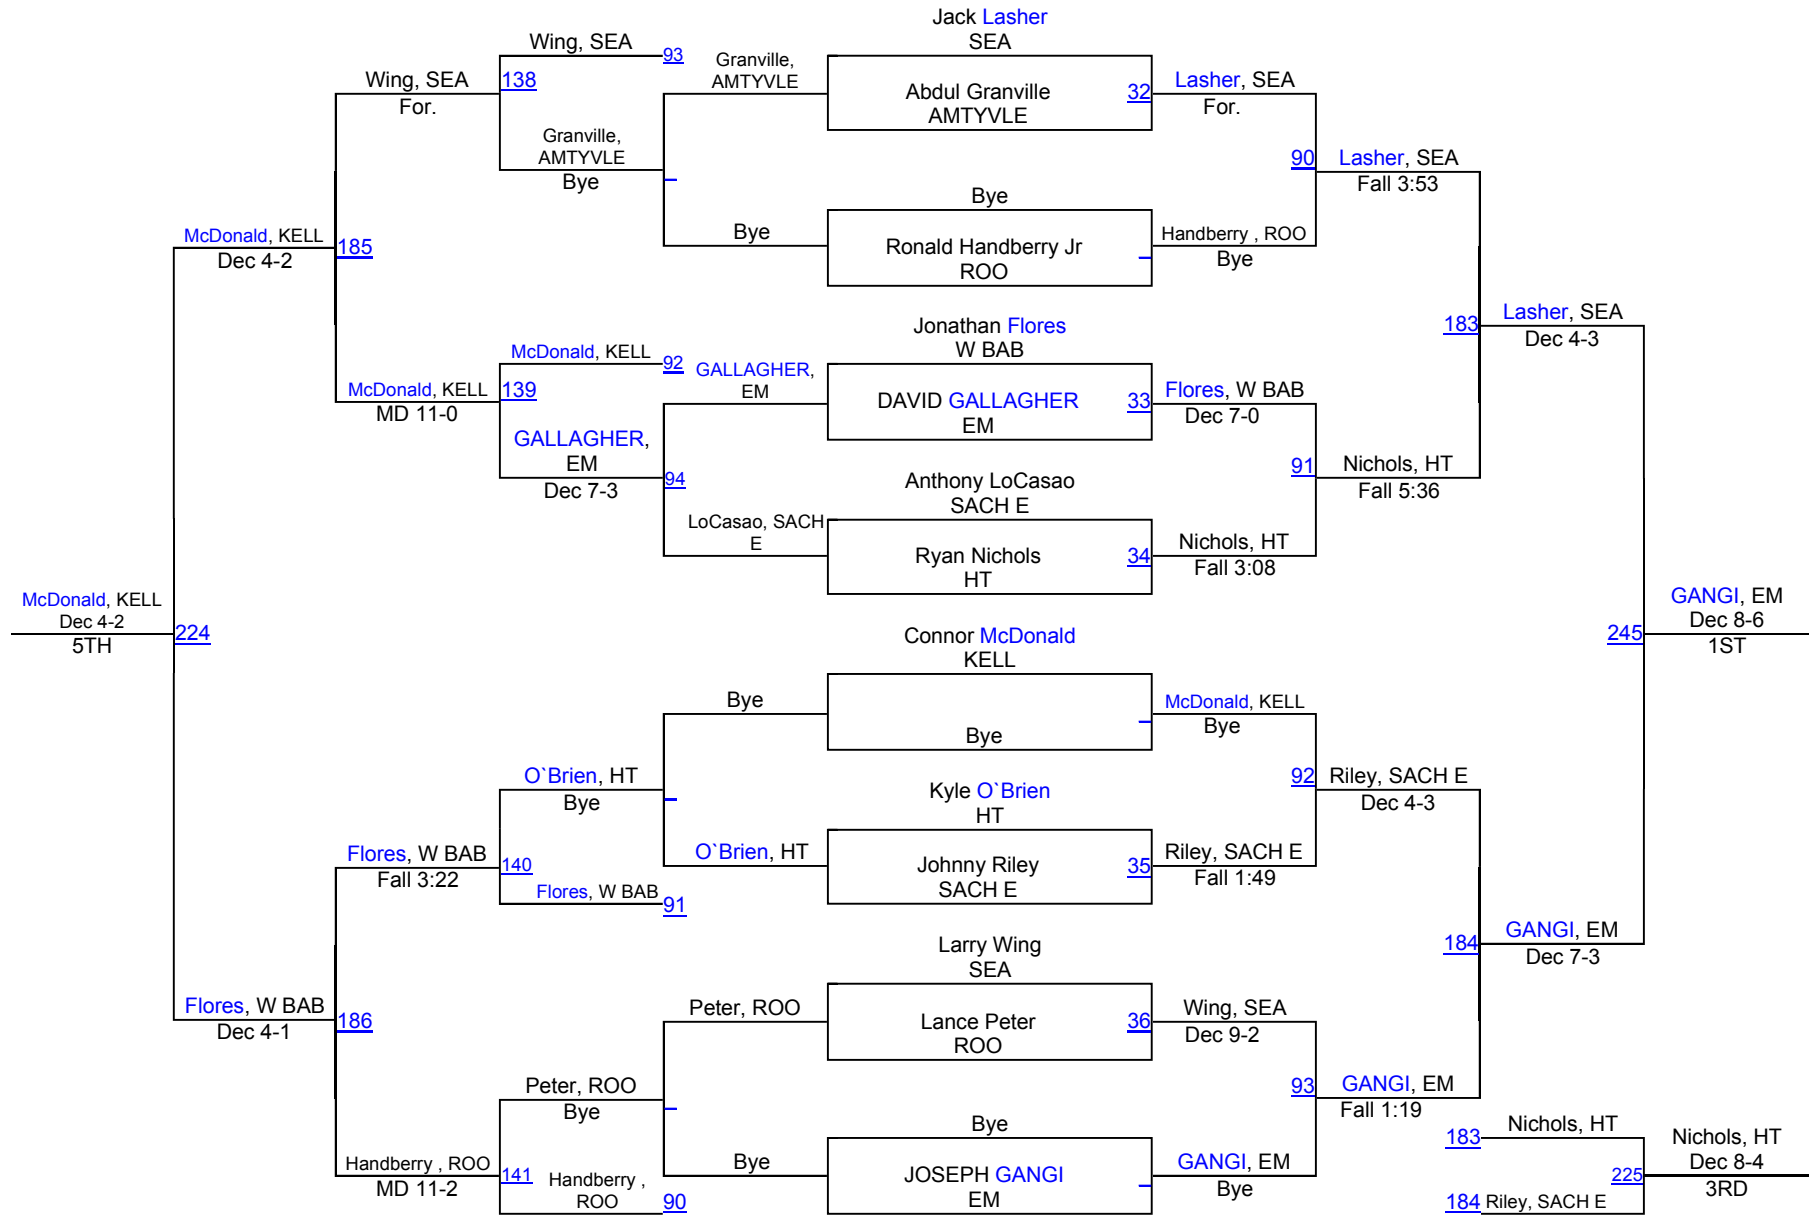 Jack Lasher
SEA
Wing, SEA
93
Granville,
AMTYVLE
Wing, SEA
For.
138
Abdul Granville
AMTYVLE
32
Lasher, SEA
For.
Granville,
AMTYVLE
Bye
90
Lasher, SEA
Fall 3:53
Bye
Bye
Ronald Handberry Jr
ROO
Handberry , ROO
Bye
McDonald, KELL
Dec 4-2
185
Jonathan Flores
W BAB
183
Lasher, SEA
Dec 4-3
McDonald, KELL
92
GALLAGHER,
EM
McDonald, KELL
MD 11-0
139
DAVID GALLAGHER
EM
33
Flores, W BAB
Dec 7-0
GALLAGHER,
EM
Dec 7-3
94
Anthony LoCasao
SACH E
91
Nichols, HT
Fall 5:36
LoCasao, SACH
E
Ryan Nichols
HT
34
Nichols, HT
Fall 3:08
McDonald, KELL
Dec 4-2
5TH
224
Connor McDonald
KELL
245
GANGI, EM
Dec 8-6
1ST
Bye
Bye
McDonald, KELL
Bye
O`Brien, HT
Bye
Kyle O`Brien
HT
92
Riley, SACH E
Dec 4-3
Flores, W BAB
Fall 3:22
140
O`Brien, HT
Johnny Riley
SACH E
35
Riley, SACH E
Fall 1:49
Flores, W BAB
91
Larry Wing
SEA
184
GANGI, EM
Dec 7-3
Flores, W BAB
Dec 4-1
186
Peter, ROO
Lance Peter
ROO
36
Wing, SEA
Dec 9-2
Peter, ROO
Bye
93
GANGI, EM
Fall 1:19
Bye
183
Nichols, HT
Handberry , ROO
MD 11-2
141
Handberry ,
ROO
90
Bye
JOSEPH GANGI
EM
GANGI, EM
Bye
225
Nichols, HT
Dec 8-4
3RD
184
Riley, SACH E